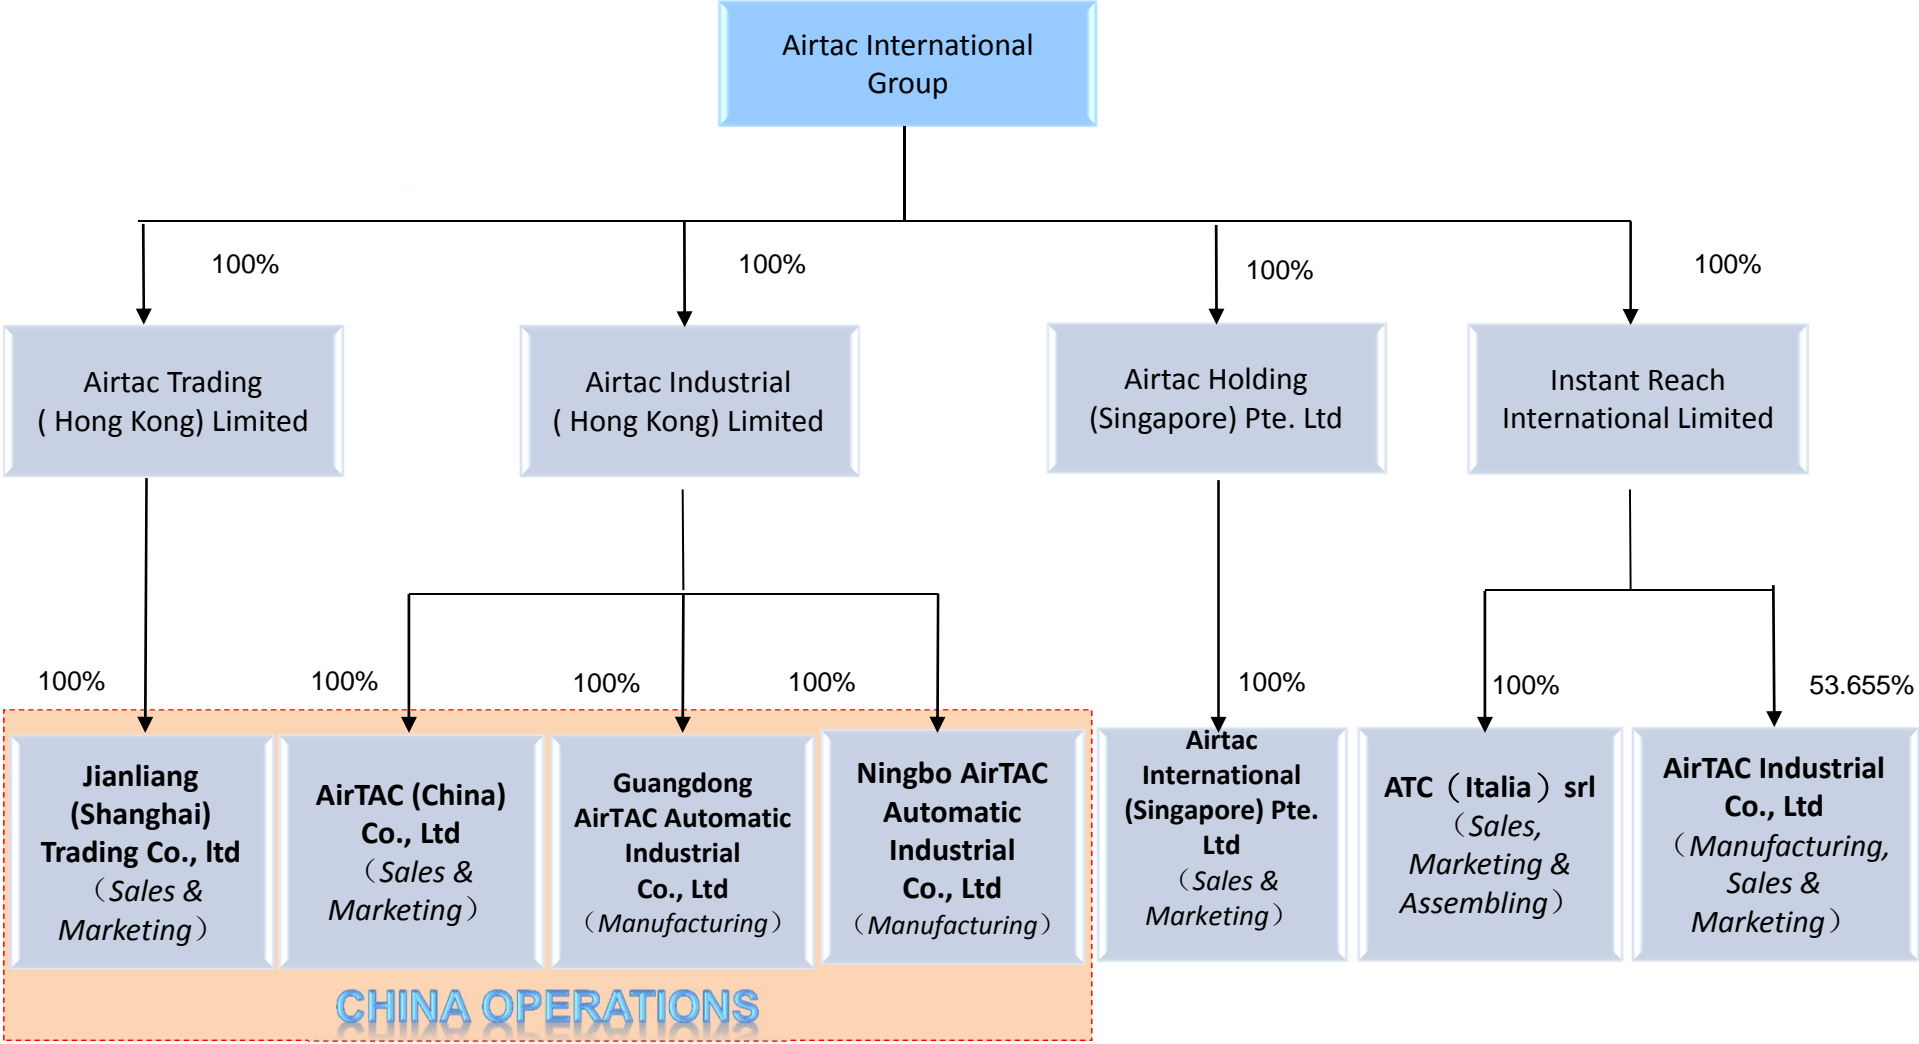 Airtac International
Group
100%
100%
100%
100%
Airtac Trading
( Hong Kong) Limited
Airtac Industrial
( Hong Kong) Limited
Airtac Holding
(Singapore) Pte. Ltd
Instant Reach
International Limited
100%
100%
100%
100%
100%
100%
53.655%
Jianliang
(Shanghai)
Trading Co., ltd
（Sales &
Marketing）
AirTAC (China)
Co., Ltd
（Sales &
Marketing）
Guangdong
AirTAC Automatic
Industrial
Co., Ltd
（Manufacturing）
Ningbo AirTAC
Automatic
Industrial
Co., Ltd
（Manufacturing）
Airtac
International
(Singapore) Pte.
Ltd
（Sales &
Marketing）
ATC（Italia）srl
（Sales,
Marketing &
Assembling）
AirTAC Industrial
Co., Ltd
（Manufacturing,
Sales &
Marketing）
CHINA OPERATIONS